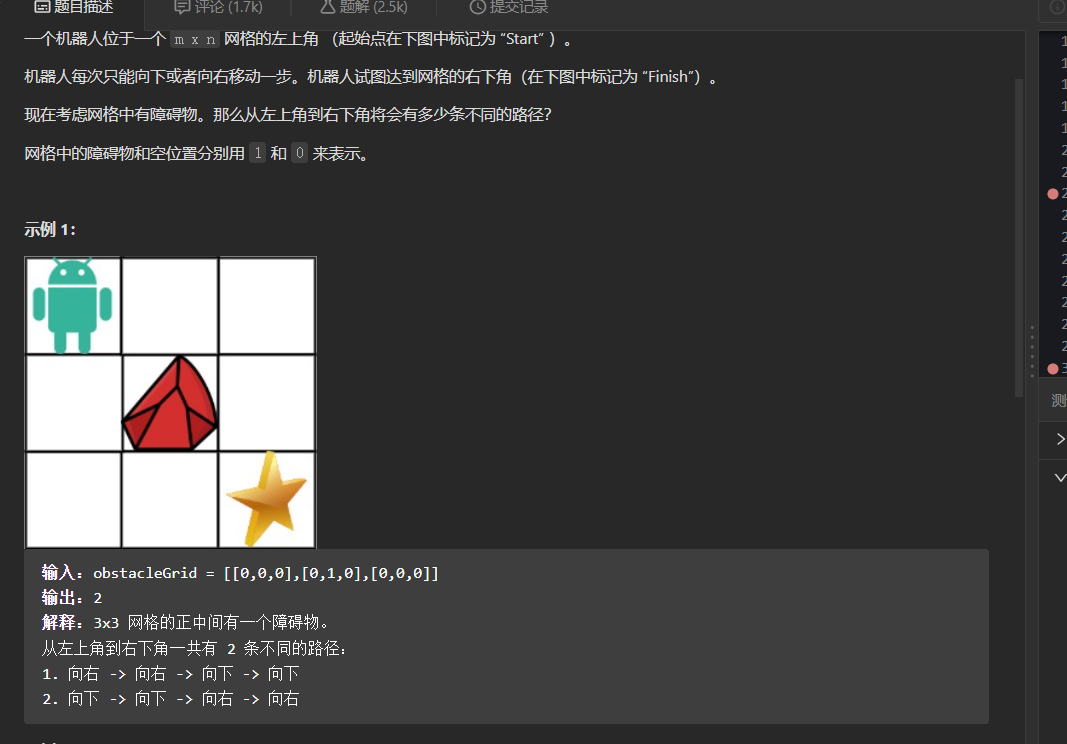 题目描述 评论 (1.7k) 题解 (2.5k) 提交记录
一个机器人位于一个 m x n 网格的左上角 （起始点在下图中标记为 “Start” ）。
机器人每次只能向下或者向右移动一步。机器人试图达到网格的右下角（在下图中标记为 “Finish”）。
现在考虑网格中有障碍物。那么从左上角到右下角将会有多少条不同的路径？
网格中的障碍物和空位置分别用 1 和 0 来表示。
示例 1：
输入：obstacleGrid = [[0,0,0],[0,1,0],[0,0,0]]
输出：2
解释：3x3 网格的正中间有一个障碍物。
从左上角到右下角一共有 2 条不同的路径：
1. 向右 -> 向右 -> 向下 -> 向下
2. 向下 -> 向下 -> 向右 -> 向右